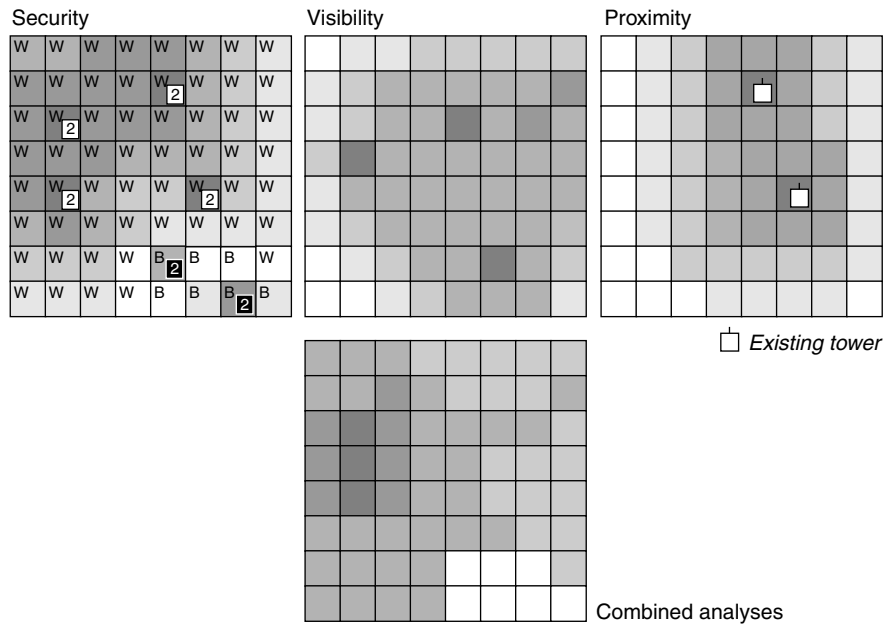 Security Visibility Proximity
W W W W W W W W
W W W W W 2 W W W
W W 2 W W W W W W
W W W W W W W W
W W 2 W W W W 2 W W
W W W W W W W W
W W W W B 2 B B W
W W W W B B B 2 B
Existing tower
Combined analyses